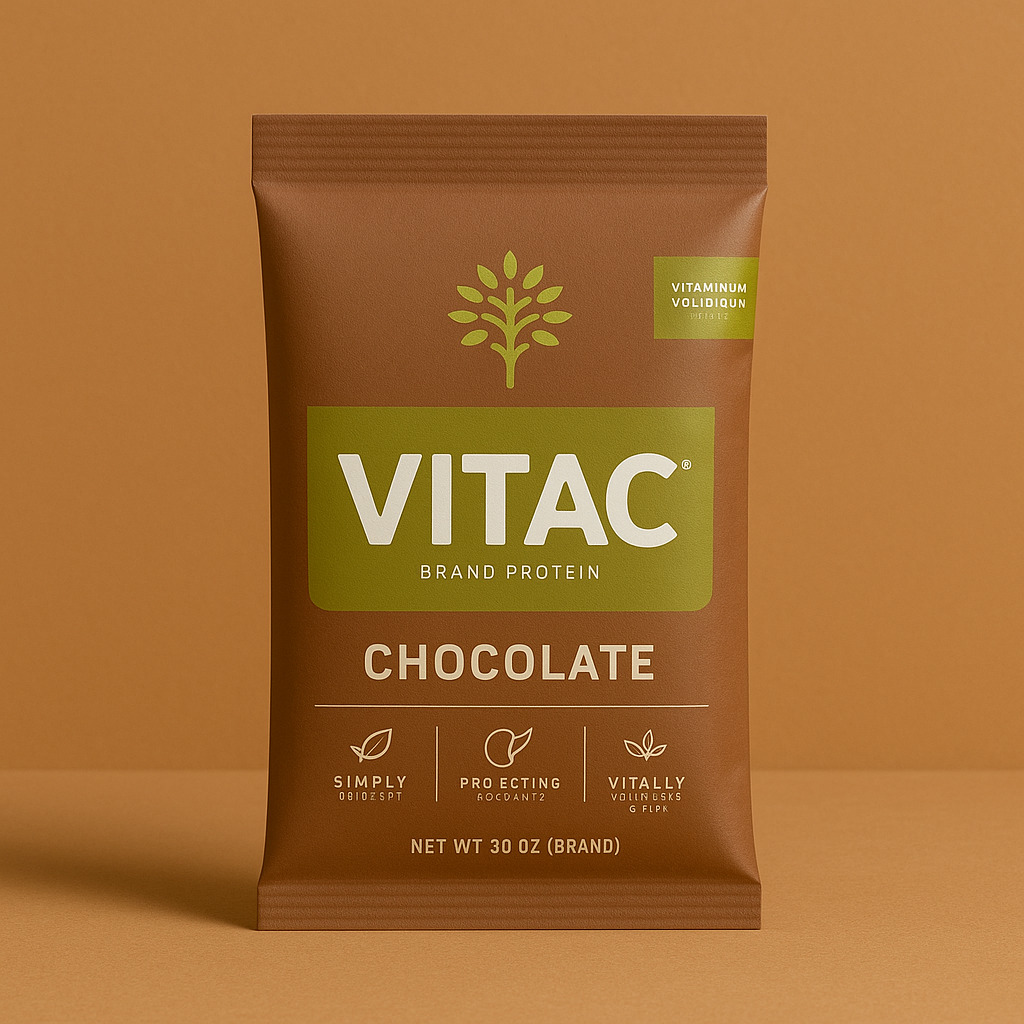 VITAMINUM
VOLIDIQUN
VITAC®
BRAND PROTEIN
CHOCOLATE
SIMPLY
PRO ECTING
VITALLY
NET WT 30 OZ (BRAND)